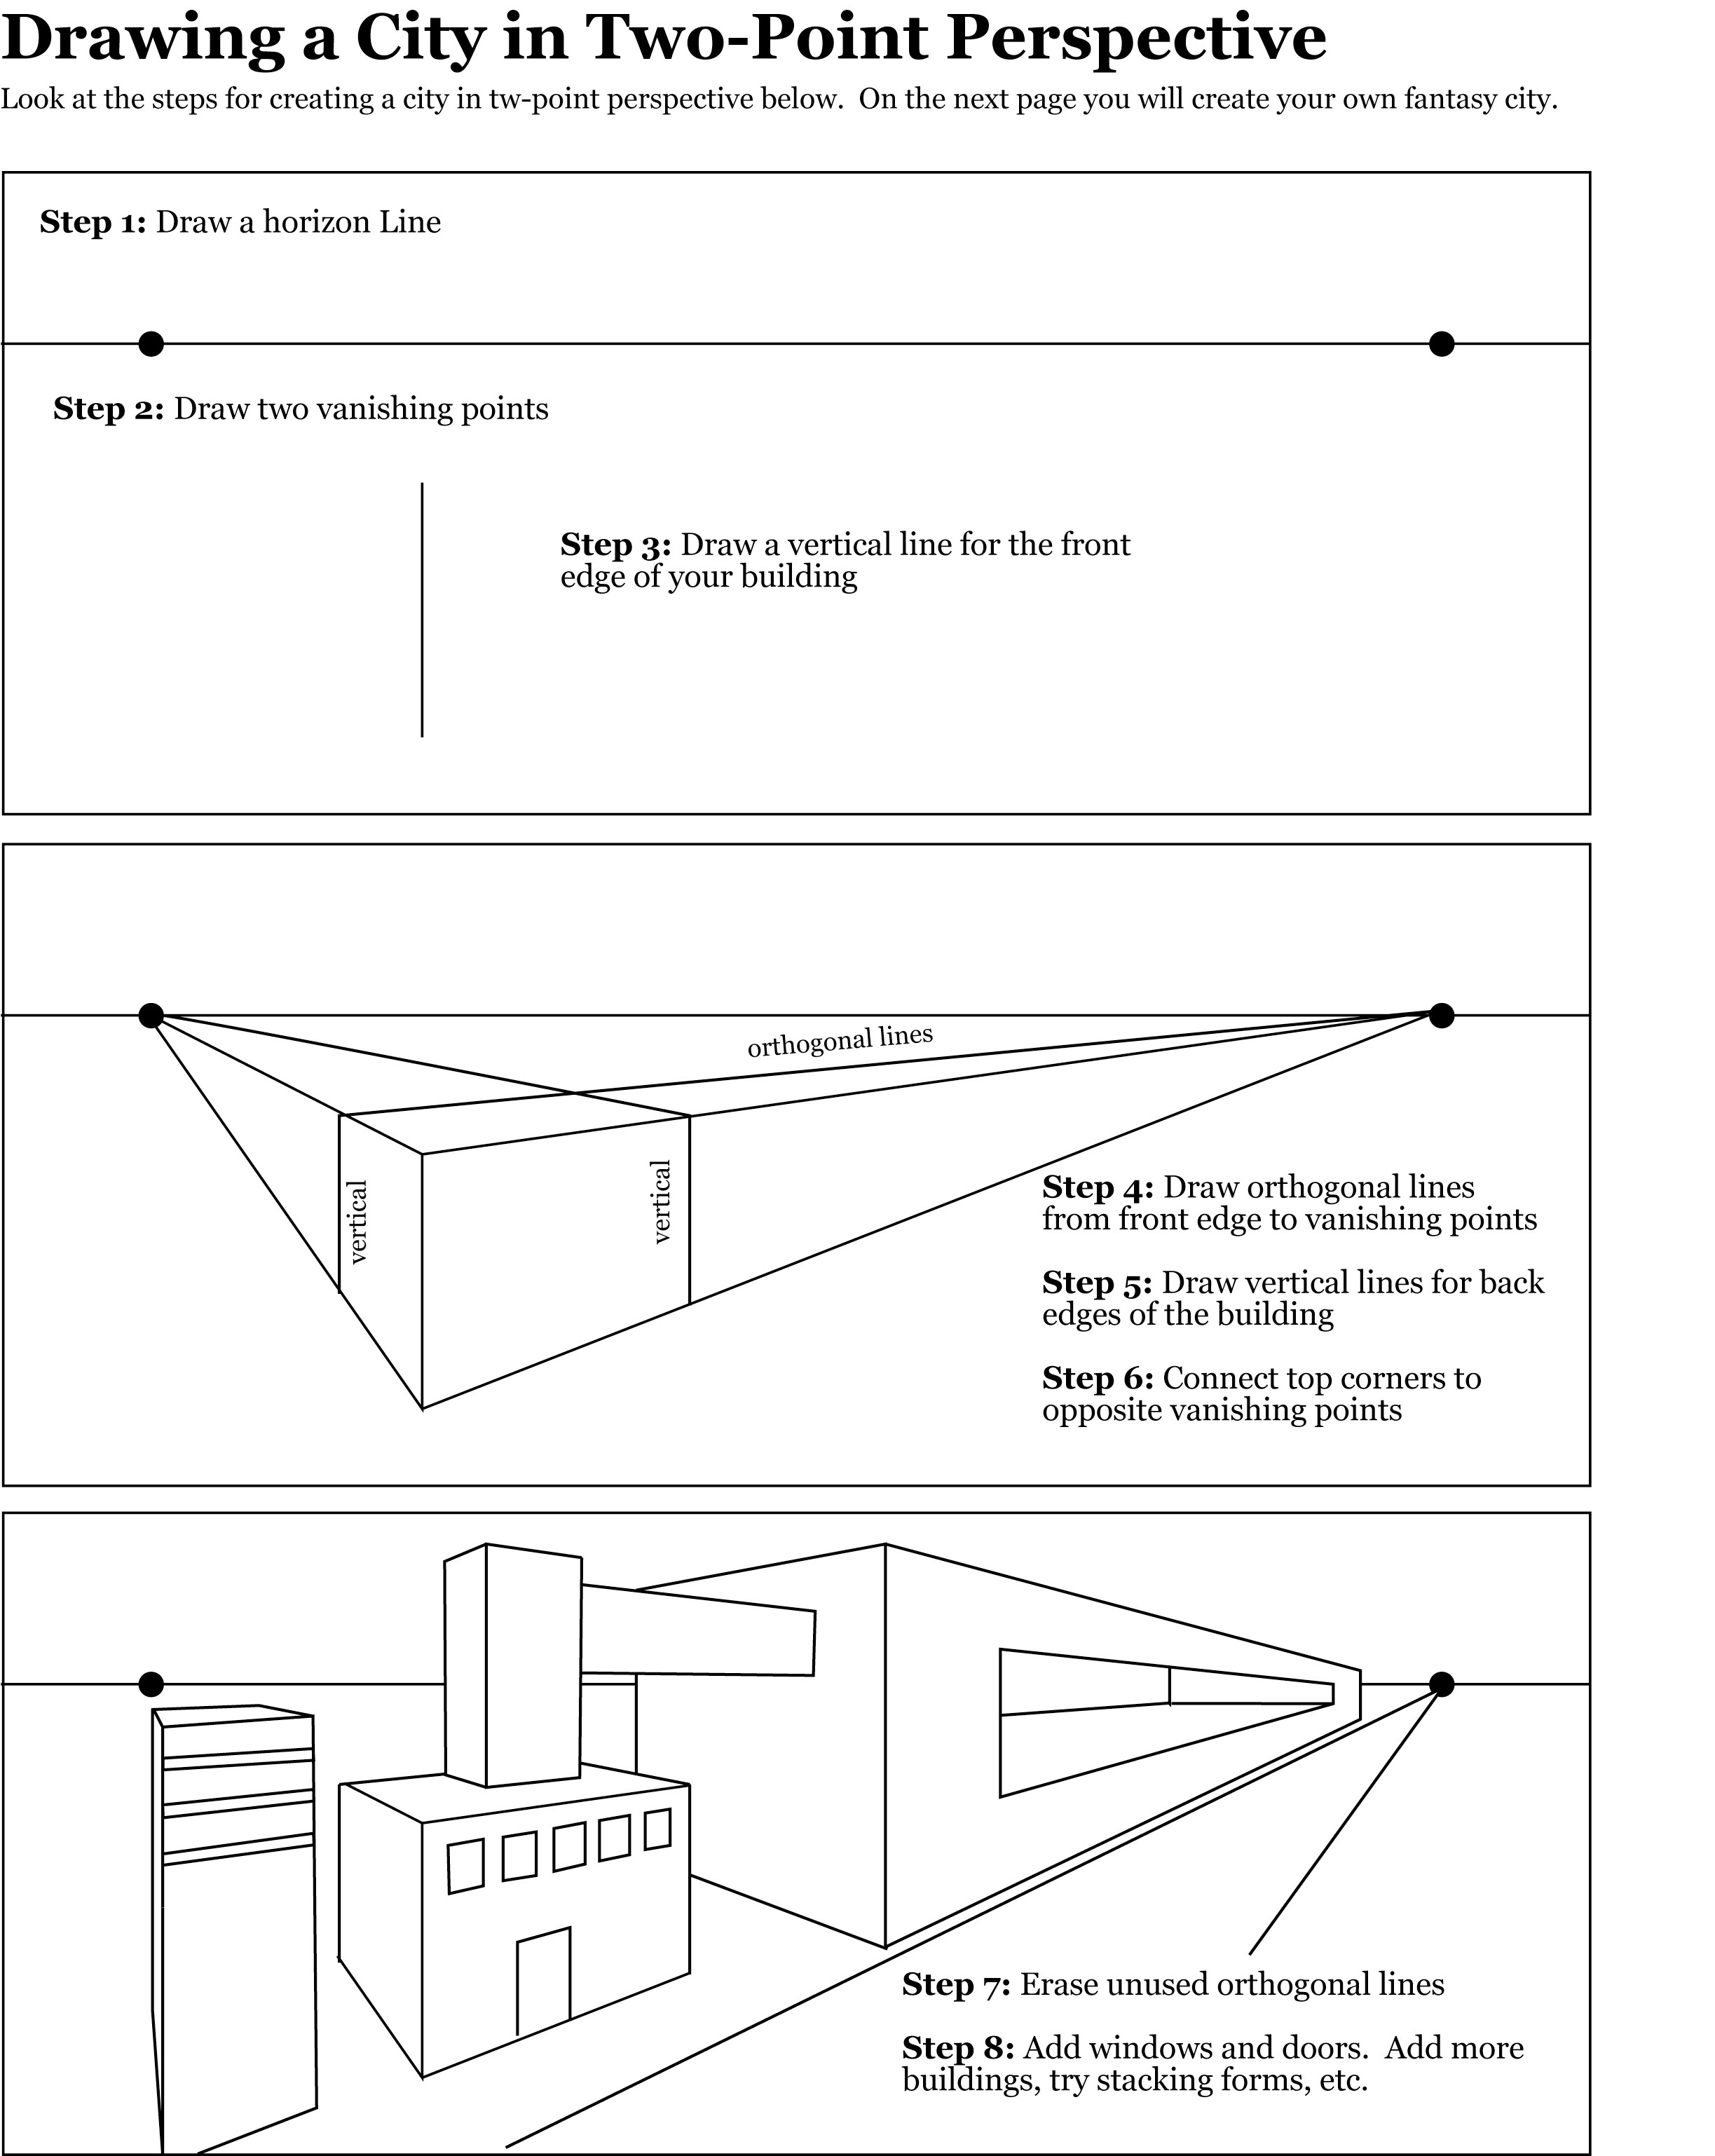 Drawing a City in Two-Point Perspective
Look at the steps for creating a city in tw-point perspective below.  On the next page you will create your own fantasy city.
Step 1: Draw a horizon Line
Step 2: Draw two vanishing points
Step 3: Draw a vertical line for the front
edge of your building
orthogonal lines
vertical
vertical
Step 4: Draw orthogonal lines
from front edge to vanishing points
Step 5: Draw vertical lines for back
edges of the building
Step 6: Connect top corners to
opposite vanishing points
Step 7: Erase unused orthogonal lines
Step 8: Add windows and doors.  Add more
buildings, try stacking forms, etc.